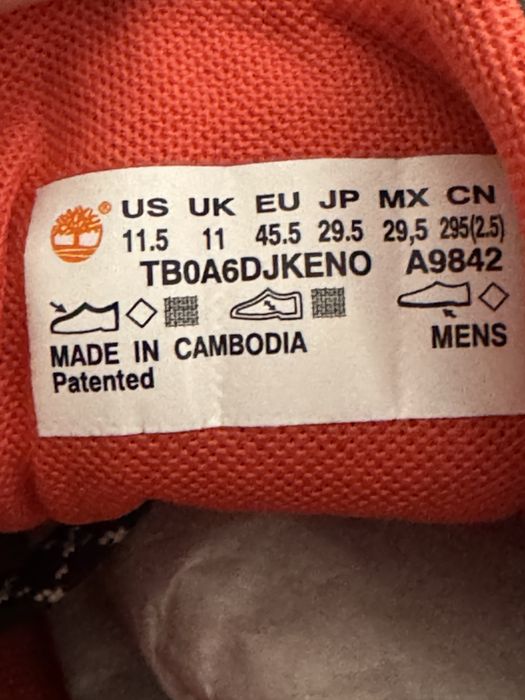 ® US UK EU JP MX CN
11.5 11 45.5 29.5 29,5 295(2.5)
TB0A6DJKENO A9842
MADE IN CAMBODIA MENS
Patented